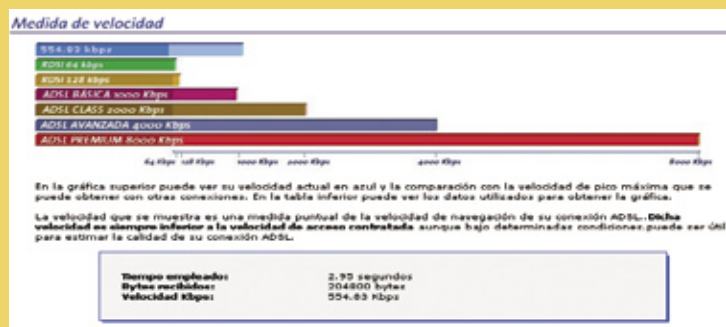 Medida de velocidad
554.83 kbps
RDSI 64 kbps
RDSI 128 kbps
ADSL BÁSICA 1000 Kbps
ADSL CLASS 2000 Kbps
ADSL AVANZADA 4000 Kbps
ADSL PREMIUM 8000 Kbps
64 Kbps 128 Kbps 1000 Kbps 2000 Kbps 4000 Kbps 8000 Kbps
En la gráfica superior puede ver su velocidad actual en azul y la comparación con la velocidad de pico máxima que se
puede obtener con otras conexiones. En la tabla inferior puede ver los datos utilizados para obtener la gráfica.
La velocidad que se muestra es una medida puntual de la velocidad de navegación de su conexión ADSL. Dicha
velocidad es siempre inferior a la velocidad de acceso contratada aunque bajo determinadas condiciones puede ser útil
para estimar la calidad de su conexión ADSL.
Tiempo empleado: 2.95 segundos
Bytes recibidos: 204800 bytes
Velocidad Kbps: 554.83 Kbps